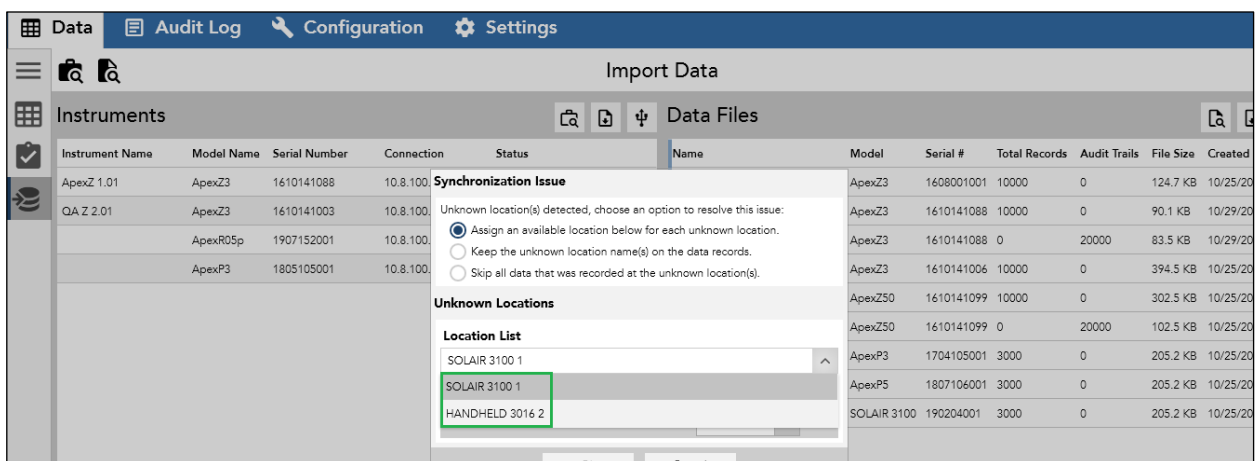 Data Audit Log Configuration Settings
Import Data
Instruments
Instrument Name Model Name Serial Number Connection Status
ApexZ 1.01 ApexZ3 1610141088 10.8.100.
QA Z 2.01 ApexZ3 1610141003 10.8.100.
ApexR05p 1907152001 10.8.100.
ApexP3 1805105001 10.8.100.
Synchronization Issue
Unknown location(s) detected, choose an option to resolve this issue:
Assign an available location below for each unknown location.
Keep the unknown location name(s) on the data records.
Skip all data that was recorded at the unknown location(s).
Unknown Locations
Location List
SOLAIR 3100 1
SOLAIR 3100 1
HANDHELD 3016 2
Data Files
Name Model Serial # Total Records Audit Trails File Size Created
ApexZ3 1608001001 10000 0 124.7 KB 10/25/20
ApexZ3 1610141088 10000 0 90.1 KB 10/29/20
ApexZ3 1610141088 0 20000 83.5 KB 10/29/20
ApexZ3 1610141006 10000 0 394.5 KB 10/25/20
ApexZ50 1610141099 10000 0 302.5 KB 10/25/20
ApexZ50 1610141099 0 20000 102.5 KB 10/25/20
ApexP3 1704105001 3000 0 205.2 KB 10/25/20
ApexP5 1807106001 3000 0 205.2 KB 10/25/20
SOLAIR 3100 190204001 3000 0 205.2 KB 10/25/20